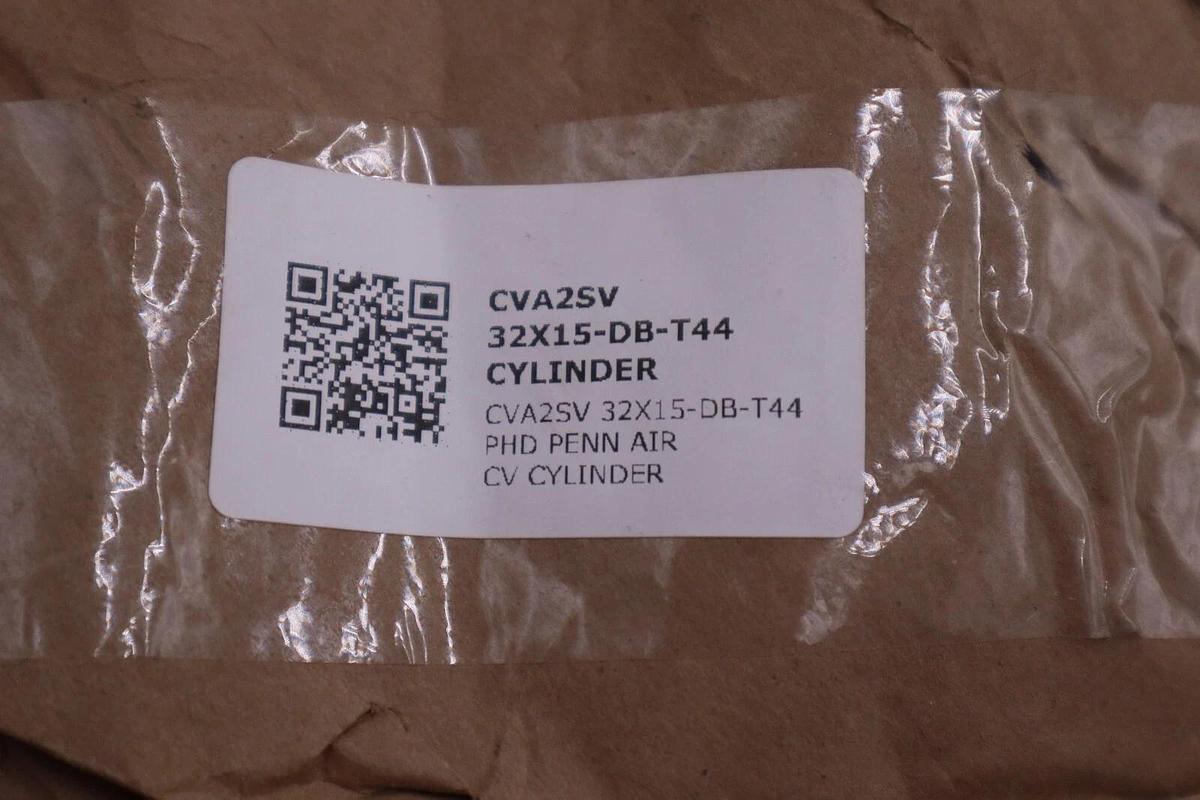 CVA2SV
32X15-DB-T44
CYLINDER
CVA2SV 32X15-DB-T44
PHD PENN AIR
CV CYLINDER